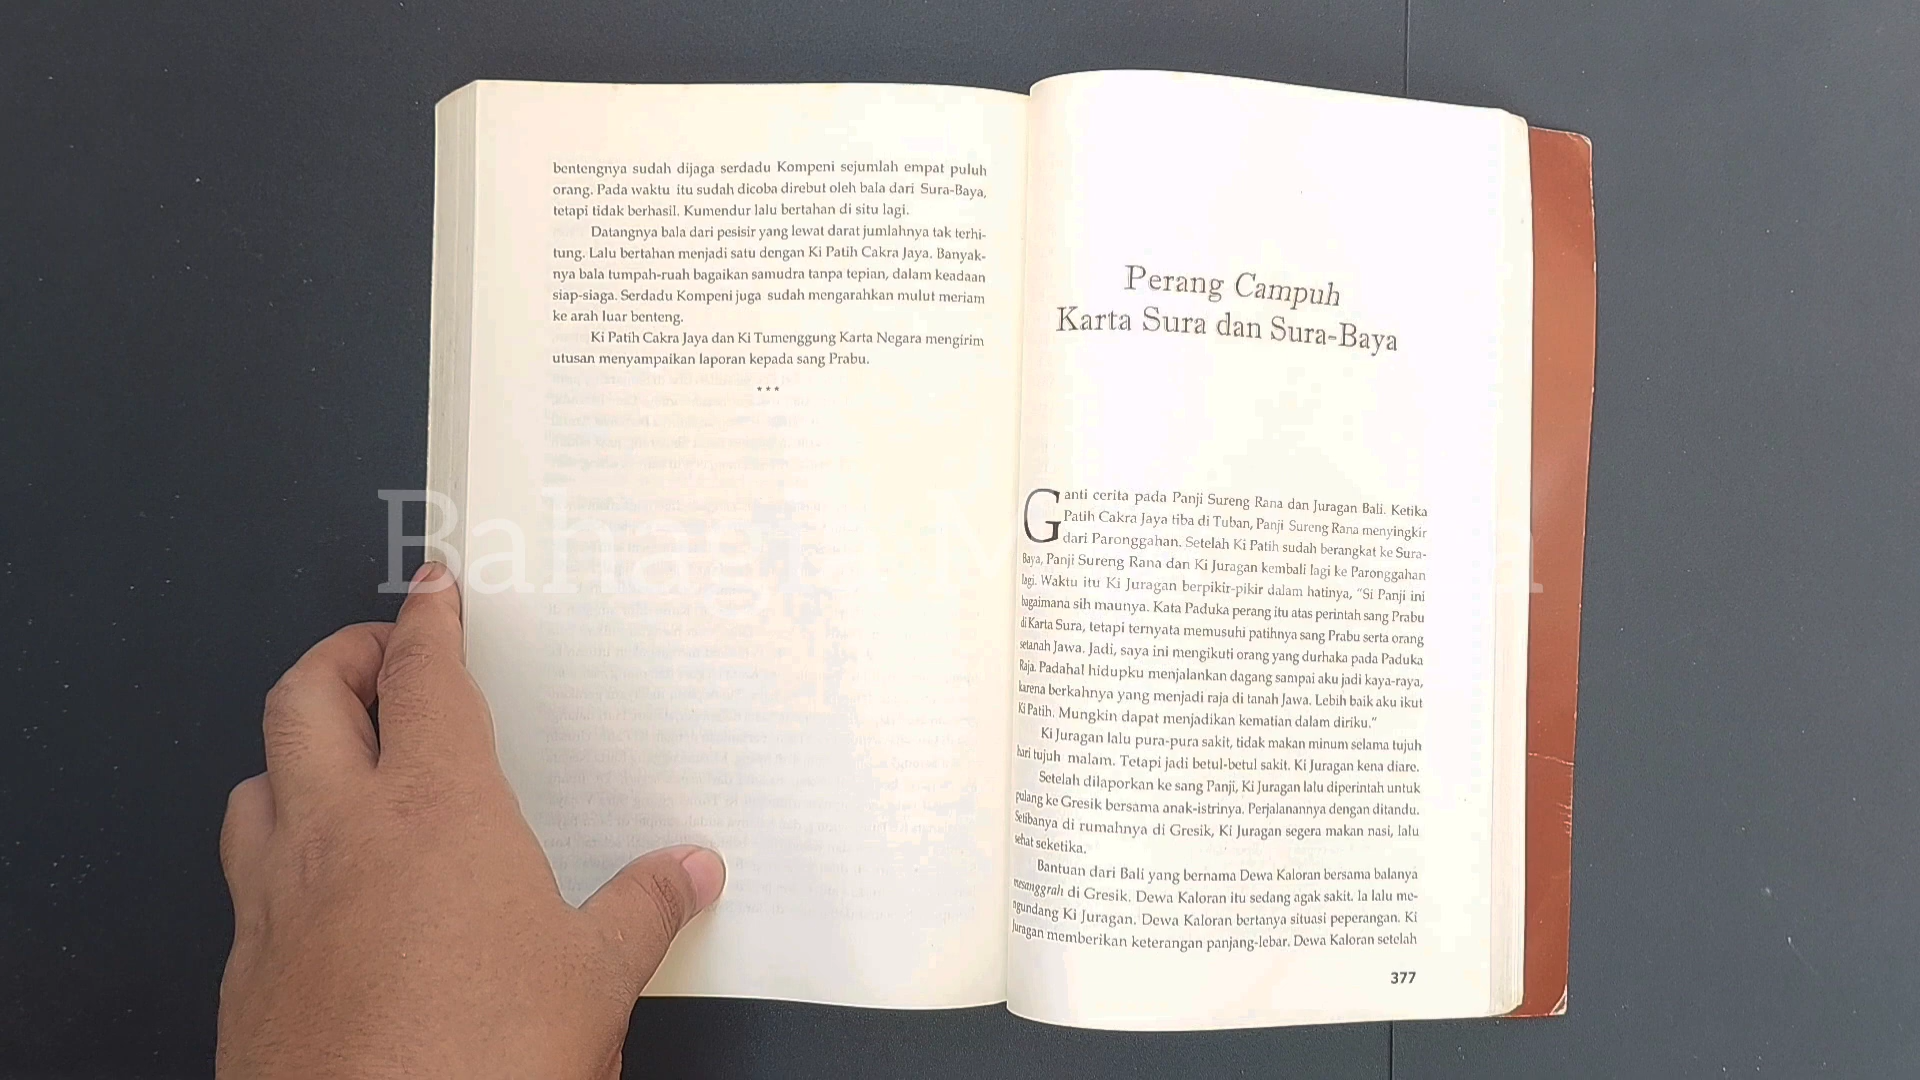 bentengnya sudah dijaga serdadu Kompeni sejumlah empat puluh
orang. Pada waktu itu sudah dicoba direbut oleh bala dari Sura-Baya,
tetapi tidak berhasil. Kumendur lalu bertahan di situ lagi.
Datangnya bala dari pesisir yang lewat darat jumlahnya tak terhi-
tung. Lalu bertahan menjadi satu dengan Ki Patih Cakra Jaya. Banyak-
nya bala tumpah-ruah bagaikan samudra tanpa tepian, dalam keadaan
siap-siaga. Serdadu Kompeni juga sudah mengarahkan mulut meriam
ke arah luar benteng.
Ki Patih Cakra Jaya dan Ki Tumenggung Karta Negara mengirim
utusan menyampaikan laporan kepada sang Prabu.
***
Perang Campuh
Karta Sura dan Sura-Baya
Ganti cerita pada Panji Sureng Rana dan Juragan Bali. Ketika
Patih Cakra Jaya tiba di Tuban, Panji Sureng Rana menyingkir
dari Paronggahan. Setelah Ki Patih sudah berangkat ke Sura-
Baya, Panji Sureng Rana dan Ki Juragan kembali lagi ke Paronggahan
lagi. Waktu itu Ki Juragan berpikir-pikir dalam hatinya, "Si Panji ini
bagaimana sih maunya. Kata Paduka perang itu atas perintah sang Prabu
di Karta Sura, tetapi ternyata memusuhi patihnya sang Prabu serta orang
setanah Jawa. Jadi, saya ini mengikuti orang yang durhaka pada Paduka
Raja. Padahal hidupku menjalankan dagang sampai aku jadi kaya-raya,
karena berkahnya yang menjadi raja di tanah Jawa. Lebih baik aku ikut
Ki Patih. Mungkin dapat menjadikan kematian dalam diriku."
Ki Juragan lalu pura-pura sakit, tidak makan minum selama tujuh
hari tujuh malam. Tetapi jadi betul-betul sakit. Ki Juragan kena diare.
Setelah dilaporkan ke sang Panji, Ki Juragan lalu diperintah untuk
pulang ke Gresik bersama anak-istrinya. Perjalanannya dengan ditandu.
Setibanya di rumahnya di Gresik, Ki Juragan segera makan nasi, lalu
sehat seketika.
Bantuan dari Bali yang bernama Dewa Kaloran bersama balanya
mesanggrah di Gresik. Dewa Kaloran itu sedang agak sakit. Ia lalu me-
ngundang Ki Juragan. Dewa Kaloran bertanya situasi peperangan. Ki
Juragan memberikan keterangan panjang-lebar. Dewa Kaloran setelah
377